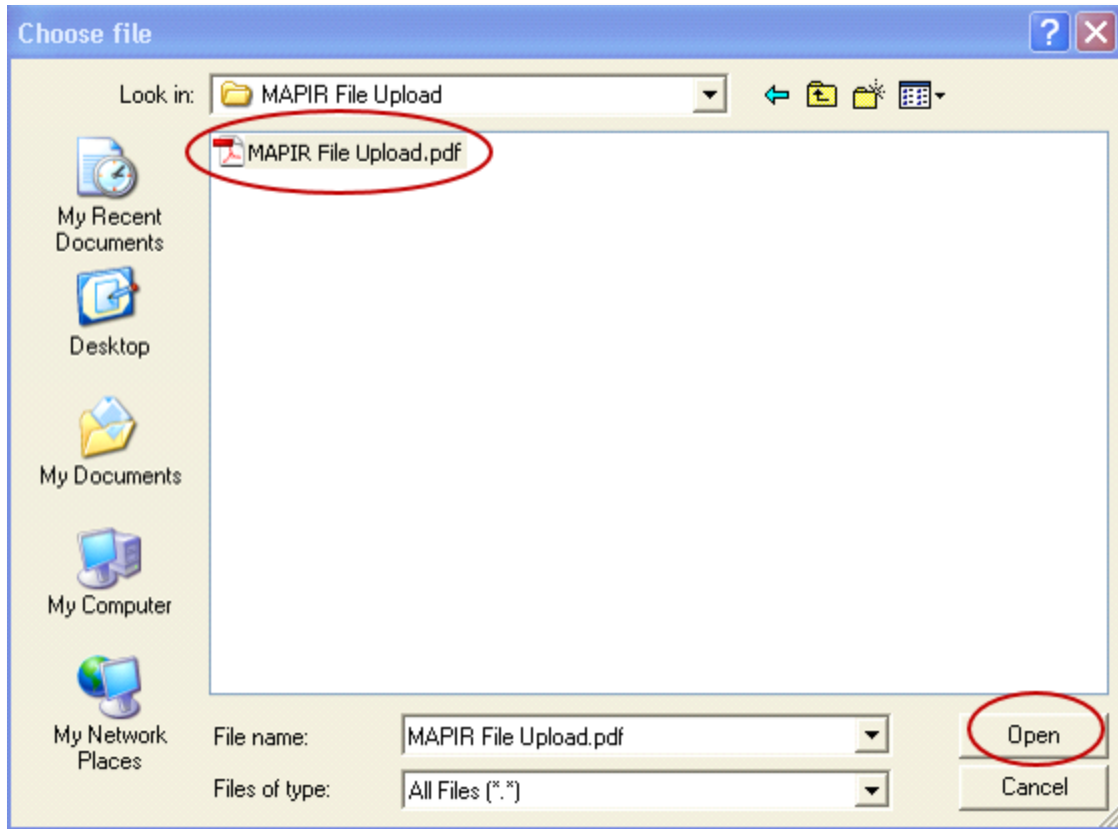 Choose file
Look in:
MAPIR File Upload
MAPIR File Upload.pdf
My Recent
Documents
Desktop
My Documents
My Computer
My Network
Places
File name:
MAPIR File Upload.pdf
Open
Files of type:
All Files (*.*)
Cancel